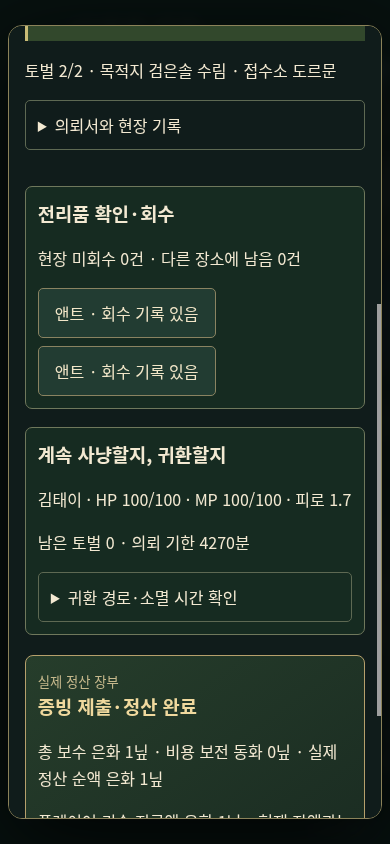 토벌 2/2 · 목적지 검은솔 수림 · 접수소 도르문
▶ 의뢰서와 현장 기록
전리품 확인·회수
현장 미회수 0건 · 다른 장소에 남음 0건
앤트 · 회수 기록 있음
앤트 · 회수 기록 있음
계속 사냥할지, 귀환할지
김태이 · HP 100/100 · MP 100/100 · 피로 1.7
남은 토벌 0 · 의뢰 기한 4270분
▶ 귀환 경로·소멸 시간 확인
실제 정산 장부
증빙 제출·정산 완료
총 보수 은화 1닢 · 비용 보전 동화 0닢 · 실제
정산 순액 은화 1닢